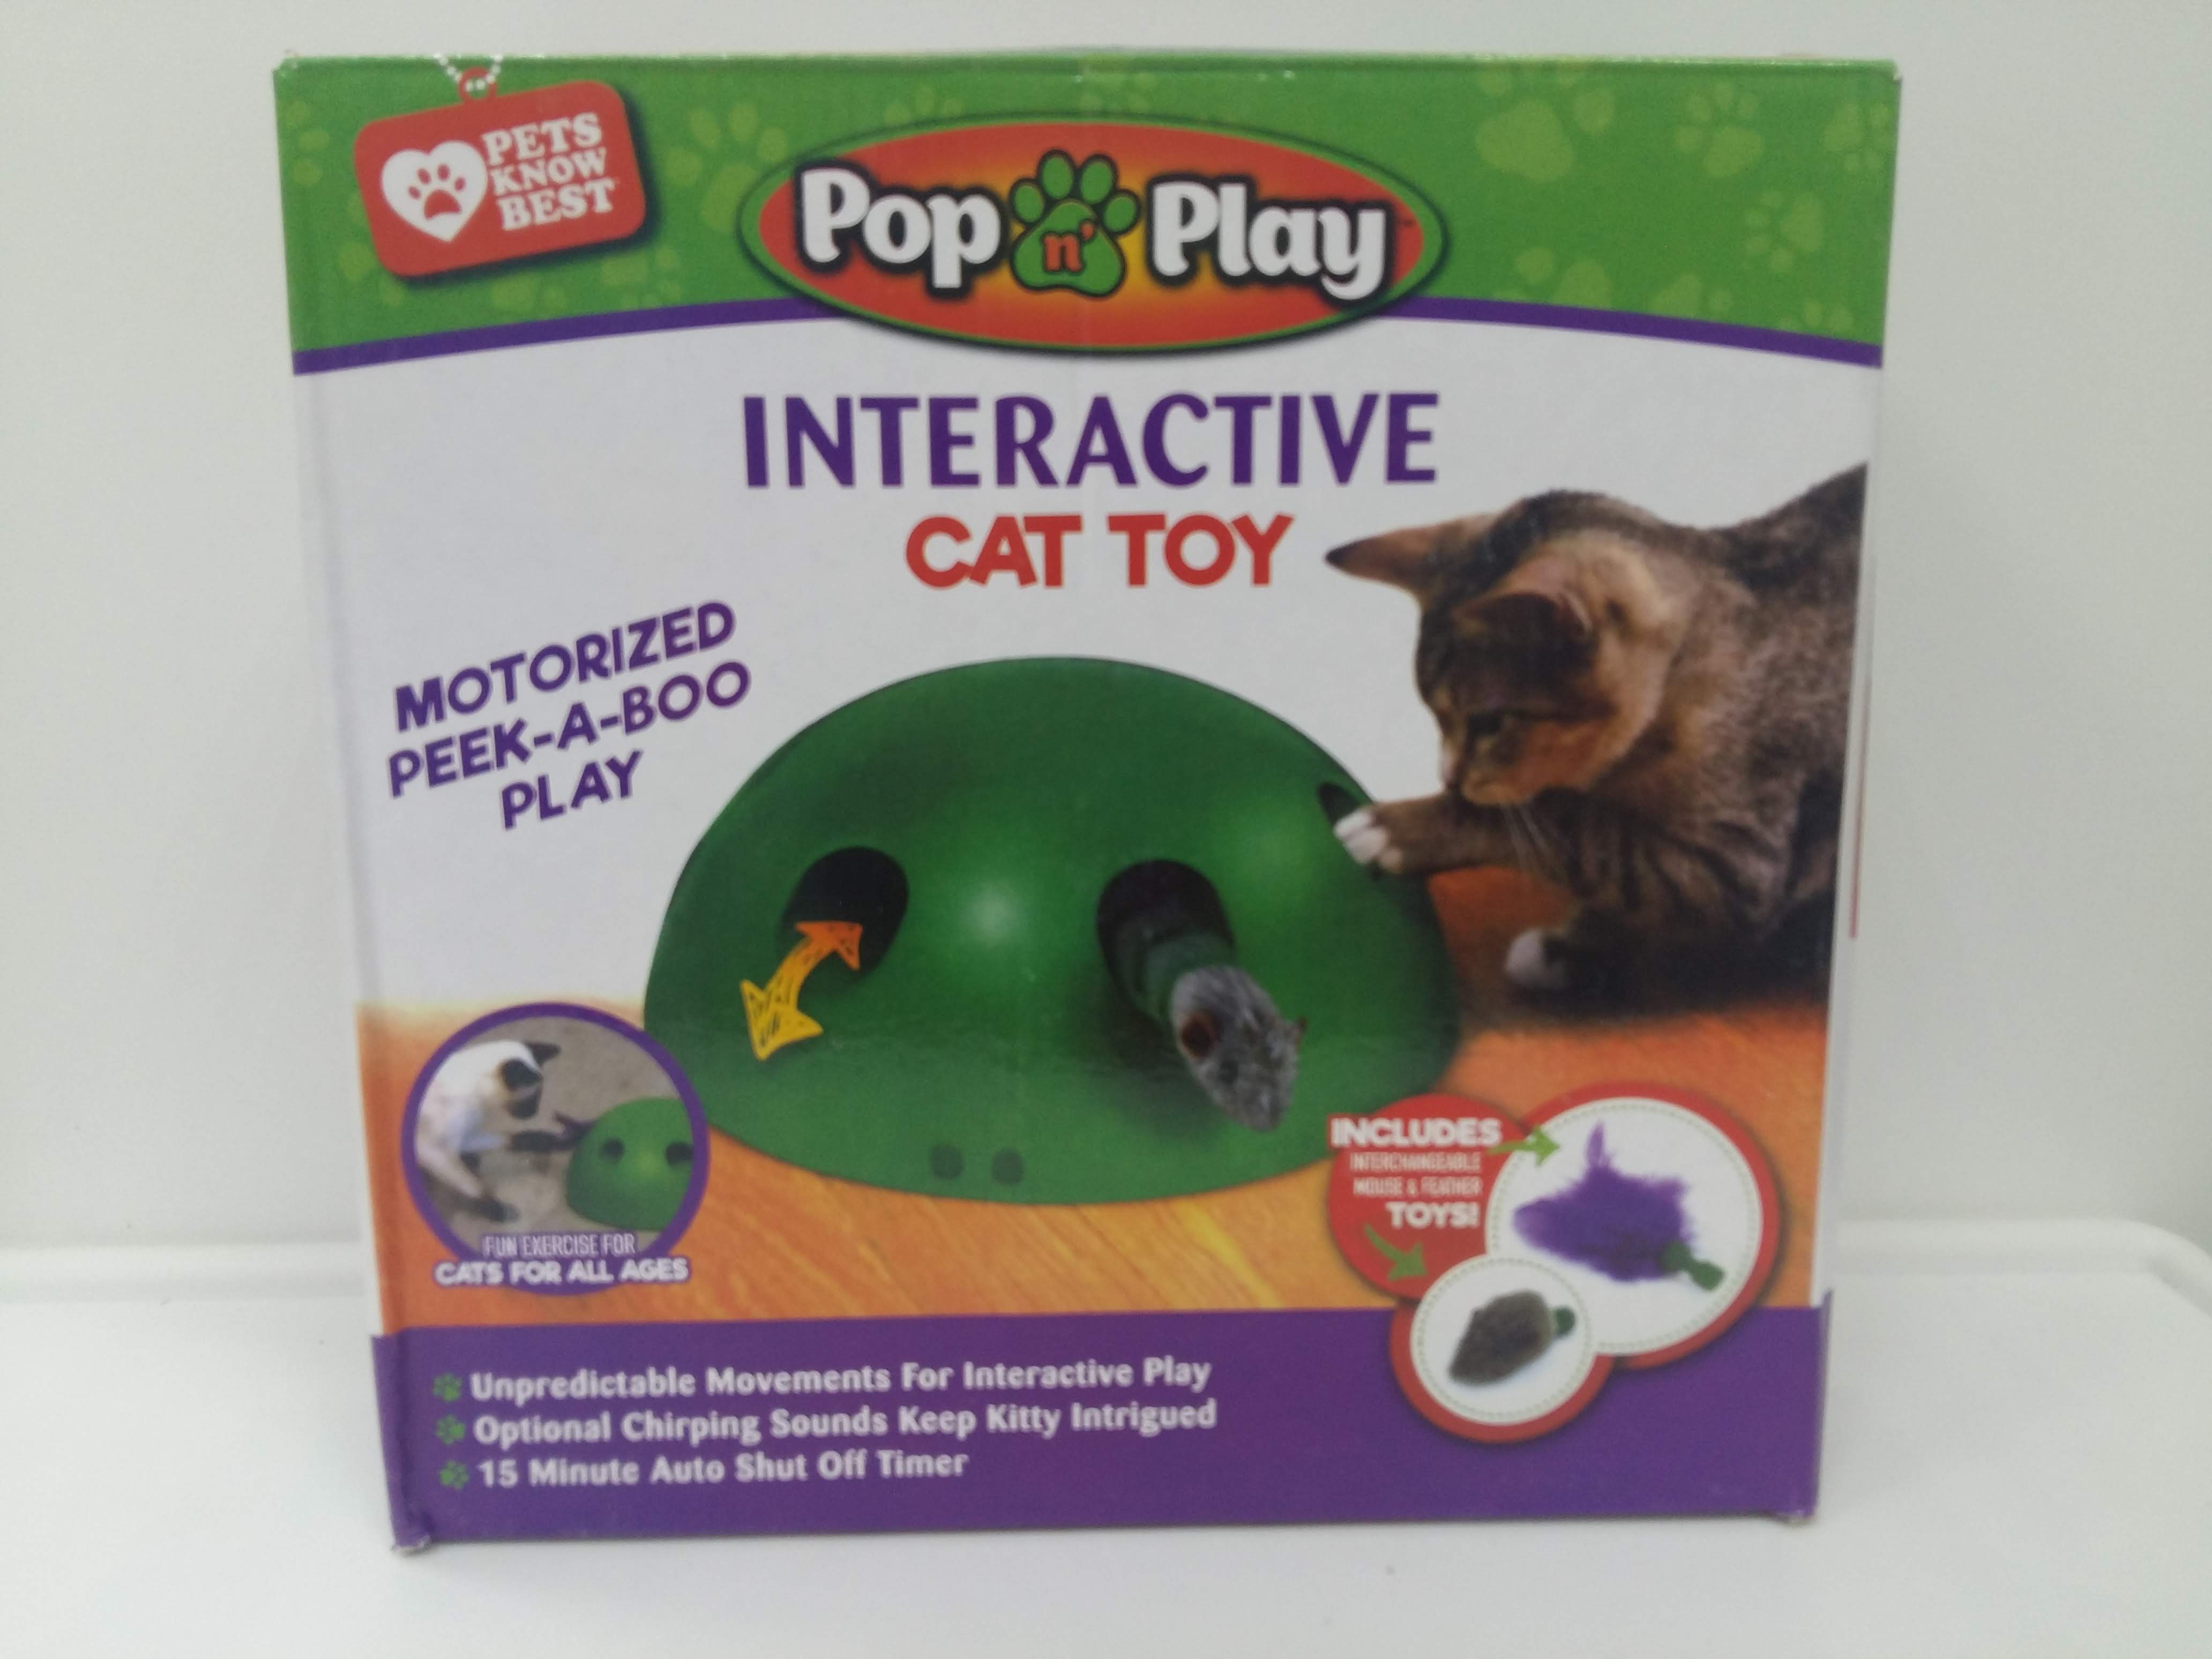 PETS
KNOW
BEST
Pop n' Play
INTERACTIVE
CAT TOY
MOTORIZED
PEEK-A-BOO
PLAY
INCLUDES
INTERCHANGEABLE
MOUSE & FEATHER
TOYS!
FUN EXERCISE FOR
CATS FOR ALL AGES
Unpredictable Movements For Interactive Play
Optional Chirping Sounds Keep Kitty Intrigued
15 Minute Auto Shut Off Timer